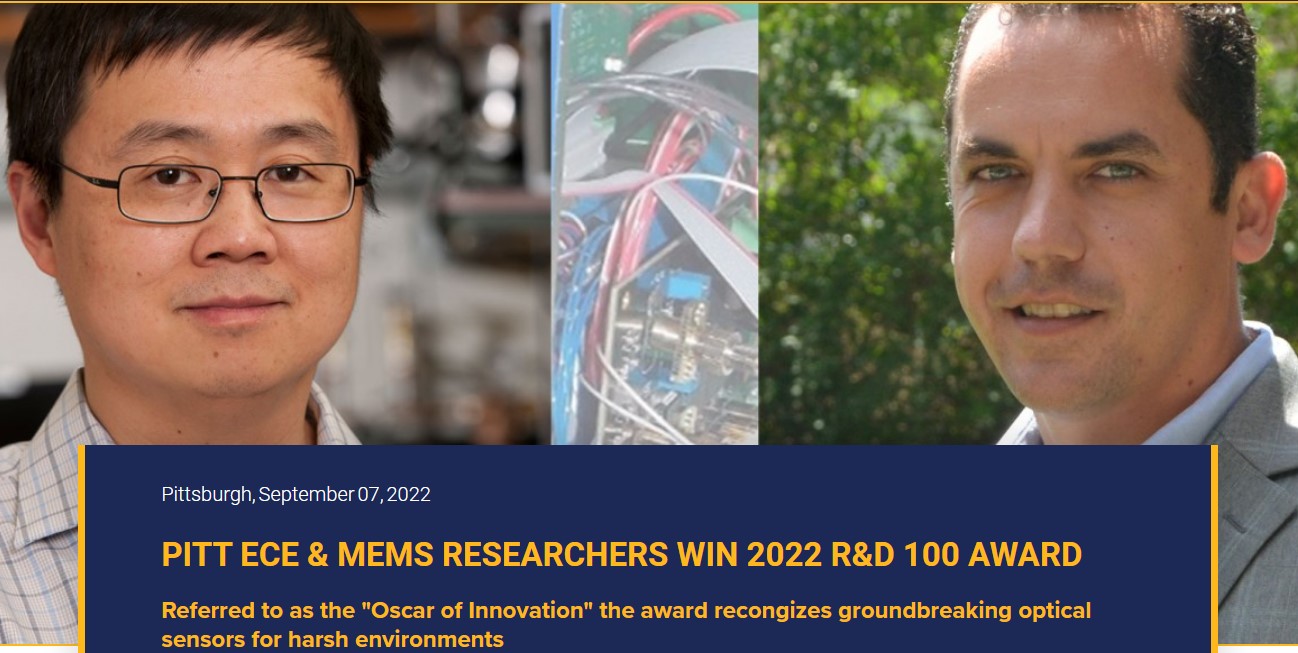 Pittsburgh, September 07, 2022
PITT ECE & MEMS RESEARCHERS WIN 2022 R&D 100 AWARD
Referred to as the "Oscar of Innovation" the award recongizes groundbreaking optical
sensors for harsh environments